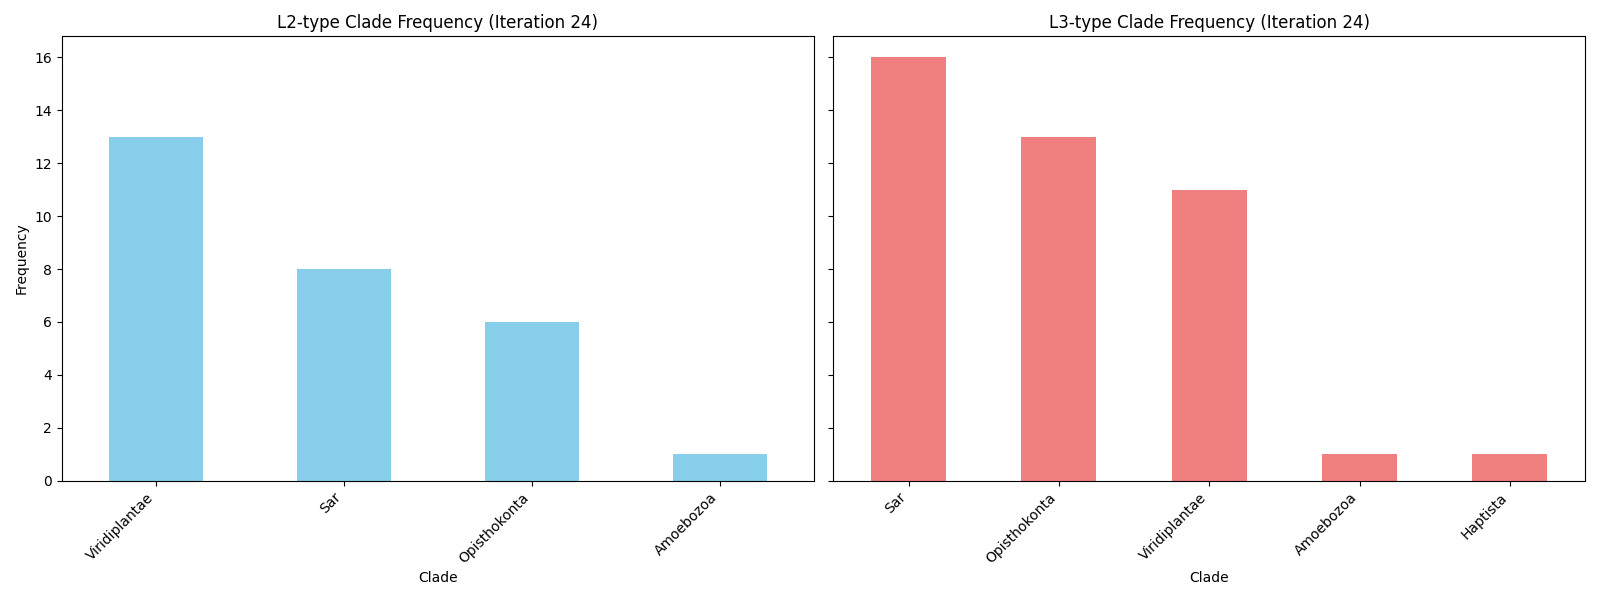 L2-type Clade Frequency (Iteration 24)
Frequency
16
14
12
10
8
6
4
2
0
Viridiplantae
Sar
Opisthokonta
Amoebozoa
Clade
L3-type Clade Frequency (Iteration 24)
Sar
Opisthokonta
Viridiplantae
Amoebozoa
Haptista
Clade